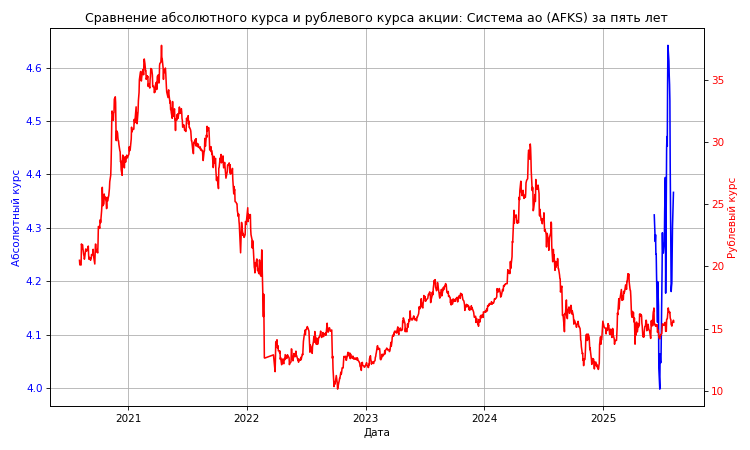 Сравнение абсолютного курса и рублевого курса акции: Система ао (AFKS) за пять лет
Абсолютный курс
4.6
4.5
4.4
4.3
4.2
4.1
4.0
35
30
25
20
15
10
Рублевый курс
2021 2022 2023 2024 2025
Дата